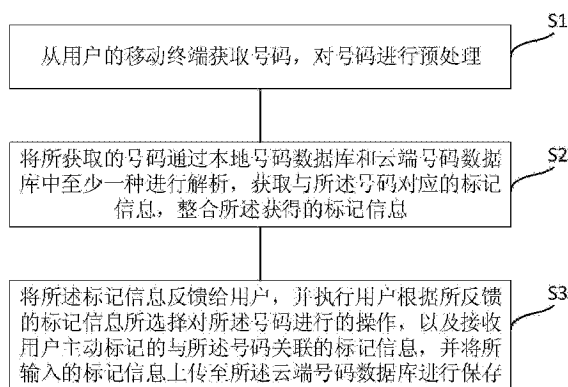 S1
从用户的移动终端获取号码，对号码进行预处理
S2
将所获取的号码通过本地号码数据库和云端号码数据
库中至少一种进行解析，获取与所述号码对应的标记
信息，整合所述获得的标记信息
S3
将所述标记信息反馈给用户，并执行用户根据所反馈
的标记信息所选择对所述号码进行的操作，以及接收
用户主动标记的与所述号码关联的标记信息，并将所
输入的标记信息上传至所述云端号码数据库进行保存